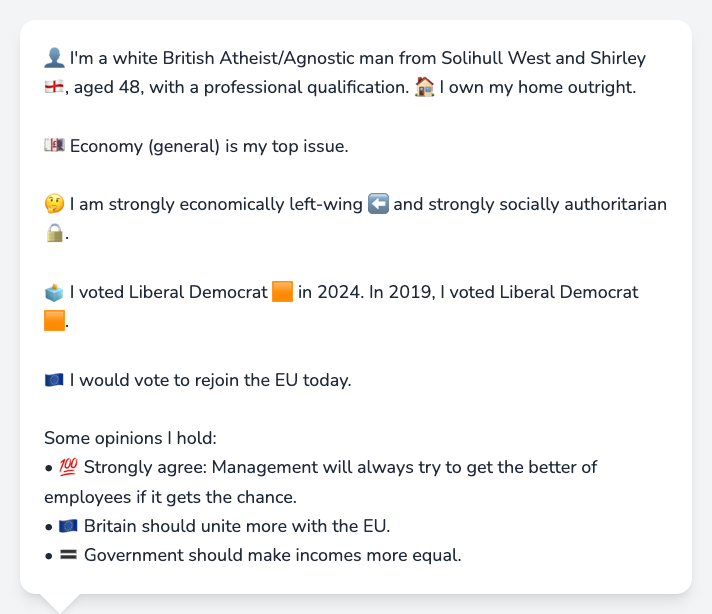 👤 I'm a white British Atheist/Agnostic man from Solihull West and Shirley
🏴󠁧󠁢󠁥󠁮󠁧󠁿, aged 48, with a professional qualification. 🏠 I own my home outright.
💷 Economy (general) is my top issue.
🤔 I am strongly economically left-wing ⬅️ and strongly socially authoritarian
🔒.
🗳️ I voted Liberal Democrat 🟧 in 2024. In 2019, I voted Liberal Democrat
🟧.
🇪🇺 I would vote to rejoin the EU today.
Some opinions I hold:
• 💯 Strongly agree: Management will always try to get the better of
employees if it gets the chance.
• 🇪🇺 Britain should unite more with the EU.
• 🟰 Government should make incomes more equal.